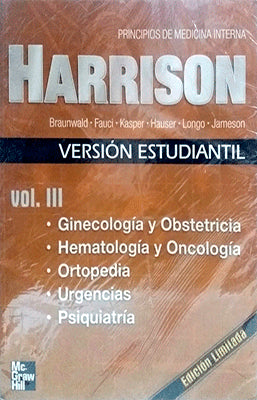 PRINCIPIOS DE MEDICINA INTERNA
HARRISON
Braunwald • Fauci • Kasper • Hauser • Longo • Jameson
VERSIÓN ESTUDIANTIL
vol. III
• Ginecología y Obstetricia
• Hematología y Oncología
• Ortopedia
• Urgencias
• Psiquiatría
Edición Limitada
Mc
Graw
Hill